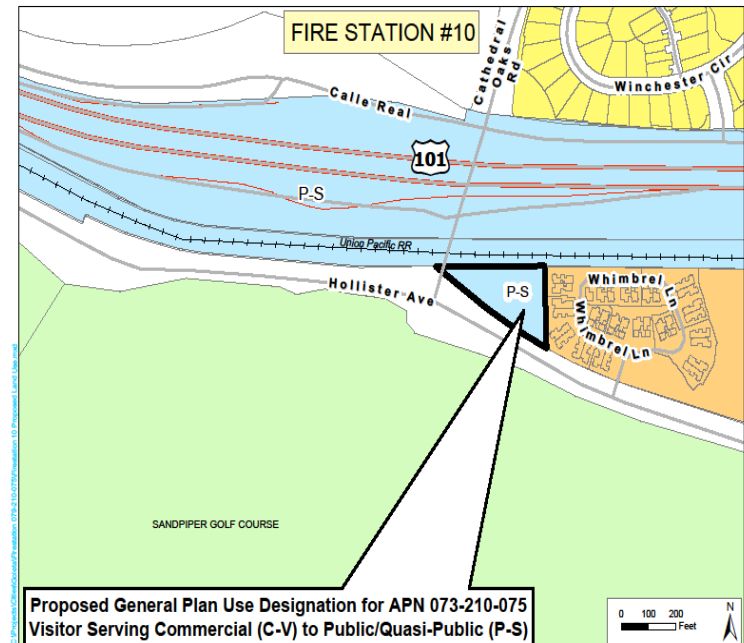 FIRE STATION #10
Cathedral
Oaks
Rd
Winchester Cir
Calle Real
101
P-S
Union Pacific RR
Hollister Ave
P-S
Whimbrel Ln
Whimbrel Ln
SANDPIPER GOLF COURSE
Proposed General Plan Use Designation for APN 073-210-075
Visitor Serving Commercial (C-V) to Public/Quasi-Public (P-S)
0 100 200
Feet
N